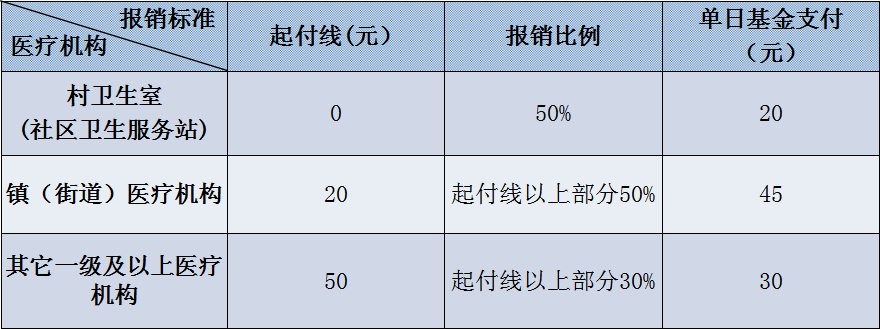 报销标准
医疗机构
起付线(元）
报销比例
单日基金支付
（元）
村卫生室
(社区卫生服务站)
0
50%
20
镇（街道）医疗机构
20
起付线以上部分50%
45
其它一级及以上医疗
机构
50
起付线以上部分30%
30